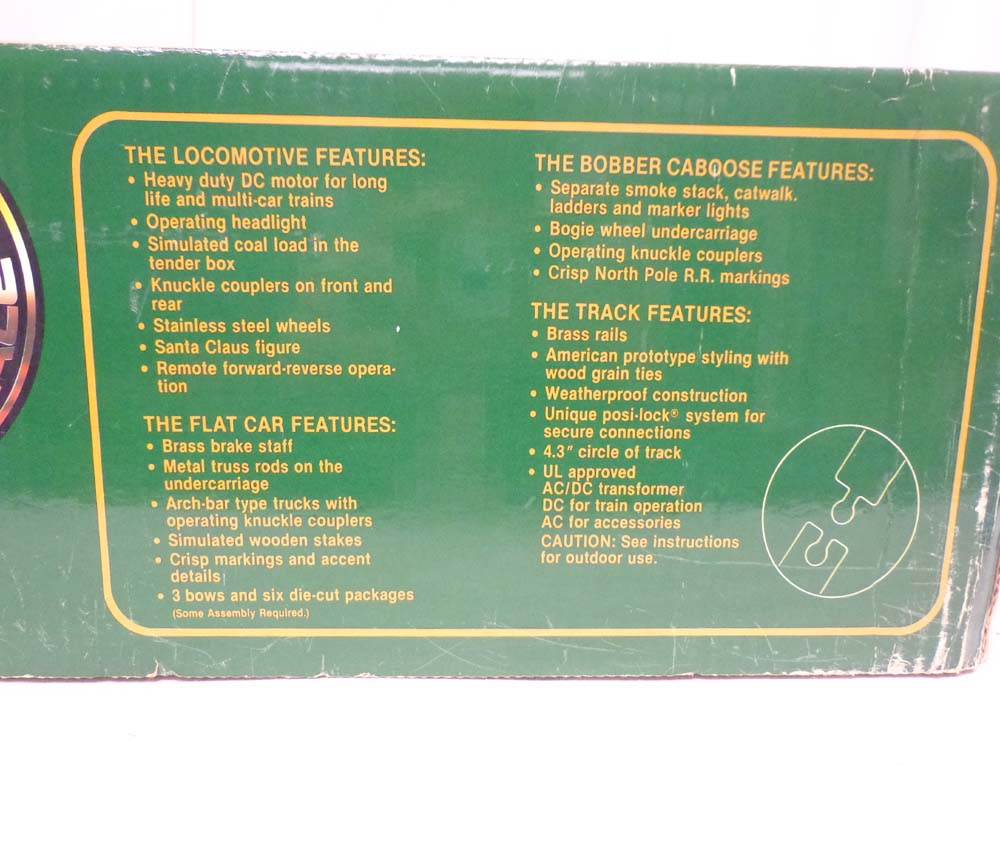 THE LOCOMOTIVE FEATURES:
• Heavy duty DC motor for long
life and multi-car trains
• Operating headlight
• Simulated coal load in the
tender box
• Knuckle couplers on front and
rear
• Stainless steel wheels
• Santa Claus figure
• Remote forward-reverse opera-
tion
THE FLAT CAR FEATURES:
• Brass brake staff
• Metal truss rods on the
undercarriage
• Arch-bar type trucks with
operating knuckle couplers
• Simulated wooden stakes
• Crisp markings and accent
details
• 3 bows and six die-cut packages
(Some Assembly Required.)
THE BOBBER CABOOSE FEATURES:
• Separate smoke stack, catwalk.
ladders and marker lights
• Bogie wheel undercarriage
• Operating knuckle couplers
• Crisp North Pole R.R. markings
THE TRACK FEATURES:
• Brass rails
• American prototype styling with
wood grain ties
• Weatherproof construction
• Unique posi-lock® system for
secure connections
• 4.3" circle of track
• UL approved
AC/DC transformer
DC for train operation
AC for accessories
CAUTION: See instructions
for outdoor use.